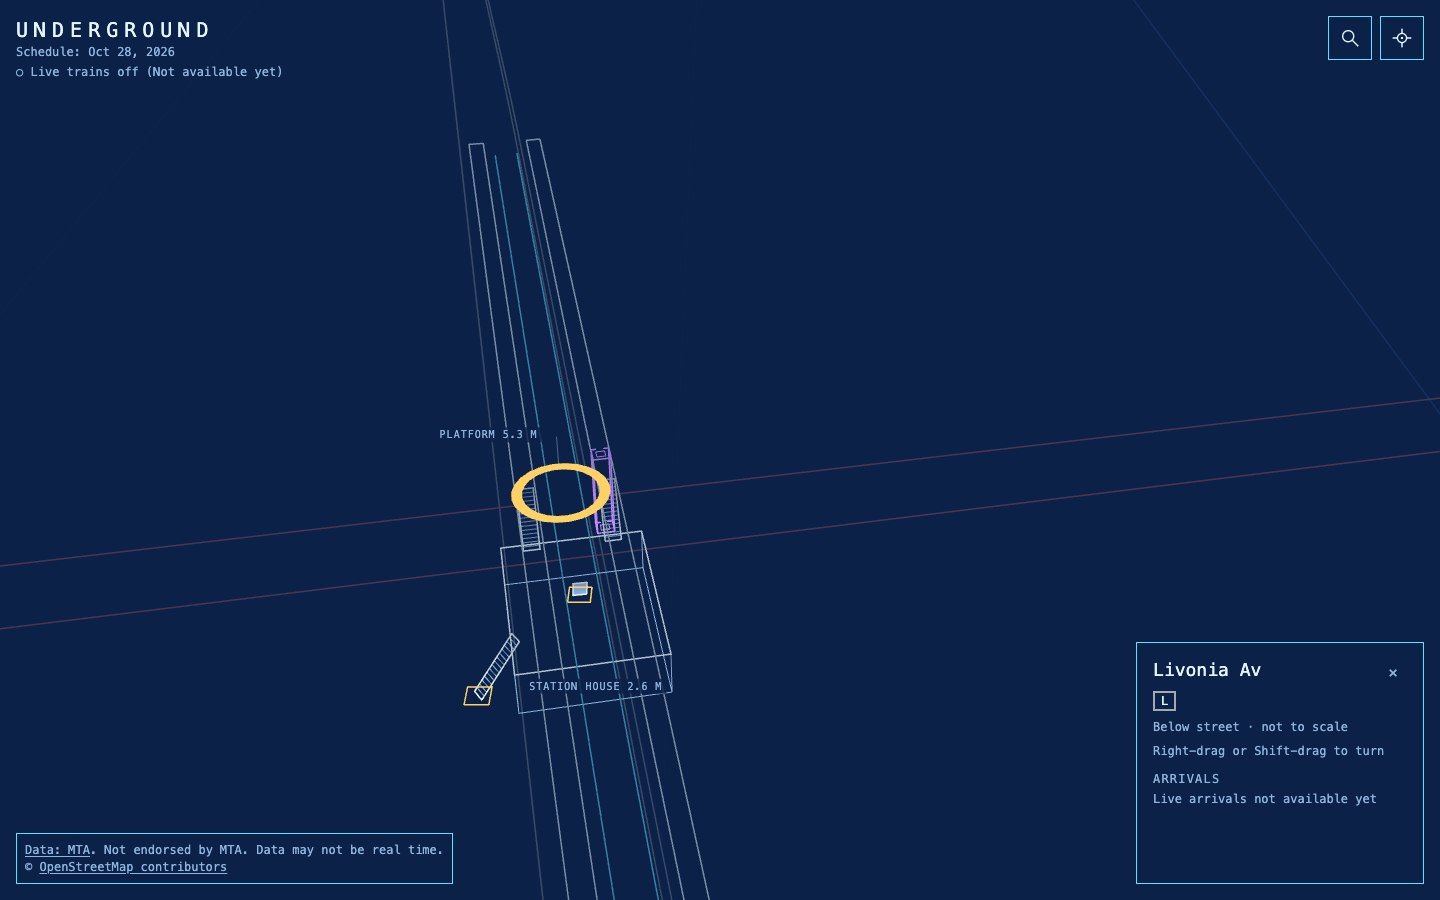 UNDERGROUND
Schedule: Oct 28, 2026
Live trains off (Not available yet)
PLATFORM 5.3 M
STATION HOUSE 2.6 M
Livonia Av
×
L
Below street · not to scale
Right-drag or Shift-drag to turn
ARRIVALS
Live arrivals not available yet
Data: MTA. Not endorsed by MTA. Data may not be real time.
© OpenStreetMap contributors